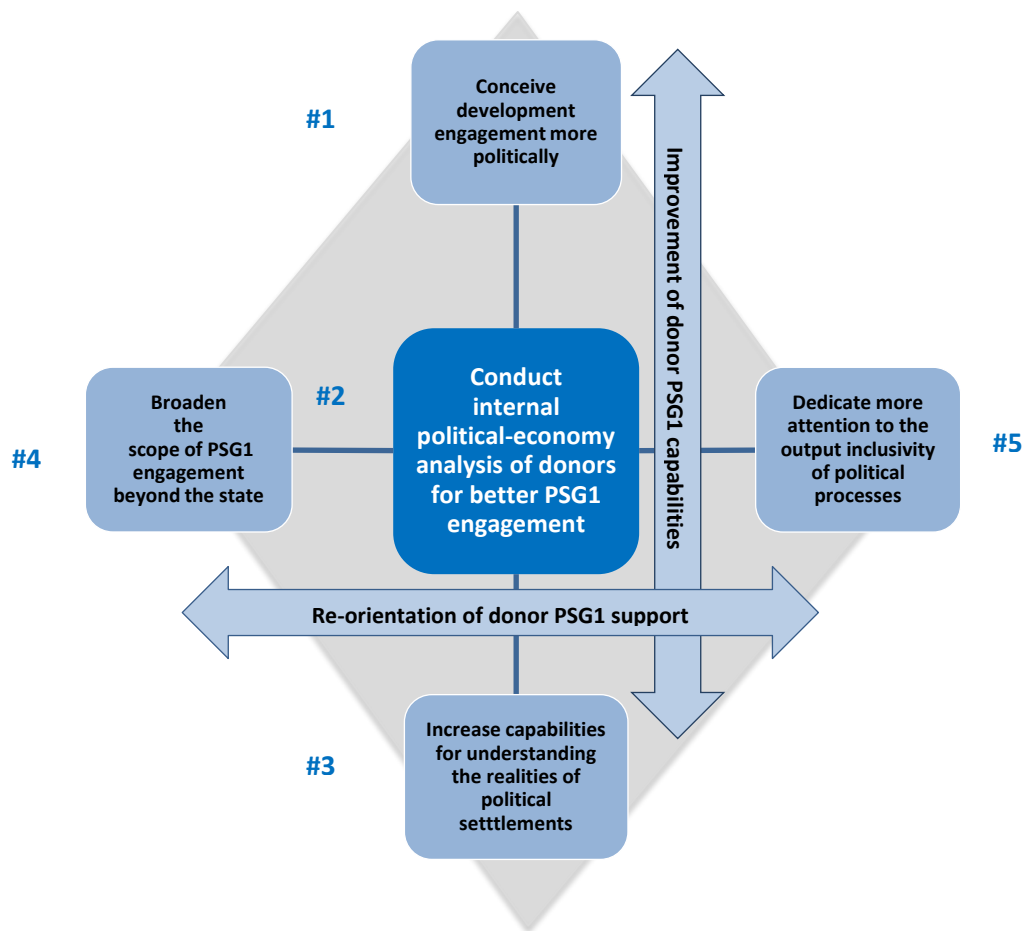 Conceive
development
engagement more
politically
#1
Improvement of donor PSG1 capabilities
#2
Conduct
internal
political-economy
analysis of donors
for better PSG1
engagement
Broaden
the
scope of PSG1
engagement
beyond the state
#4
Dedicate more
attention to the
output inclusivity
of political
processes
#5
Re-orientation of donor PSG1 support
Increase capabilities
for understanding
the realities of
political
setttlements
#3